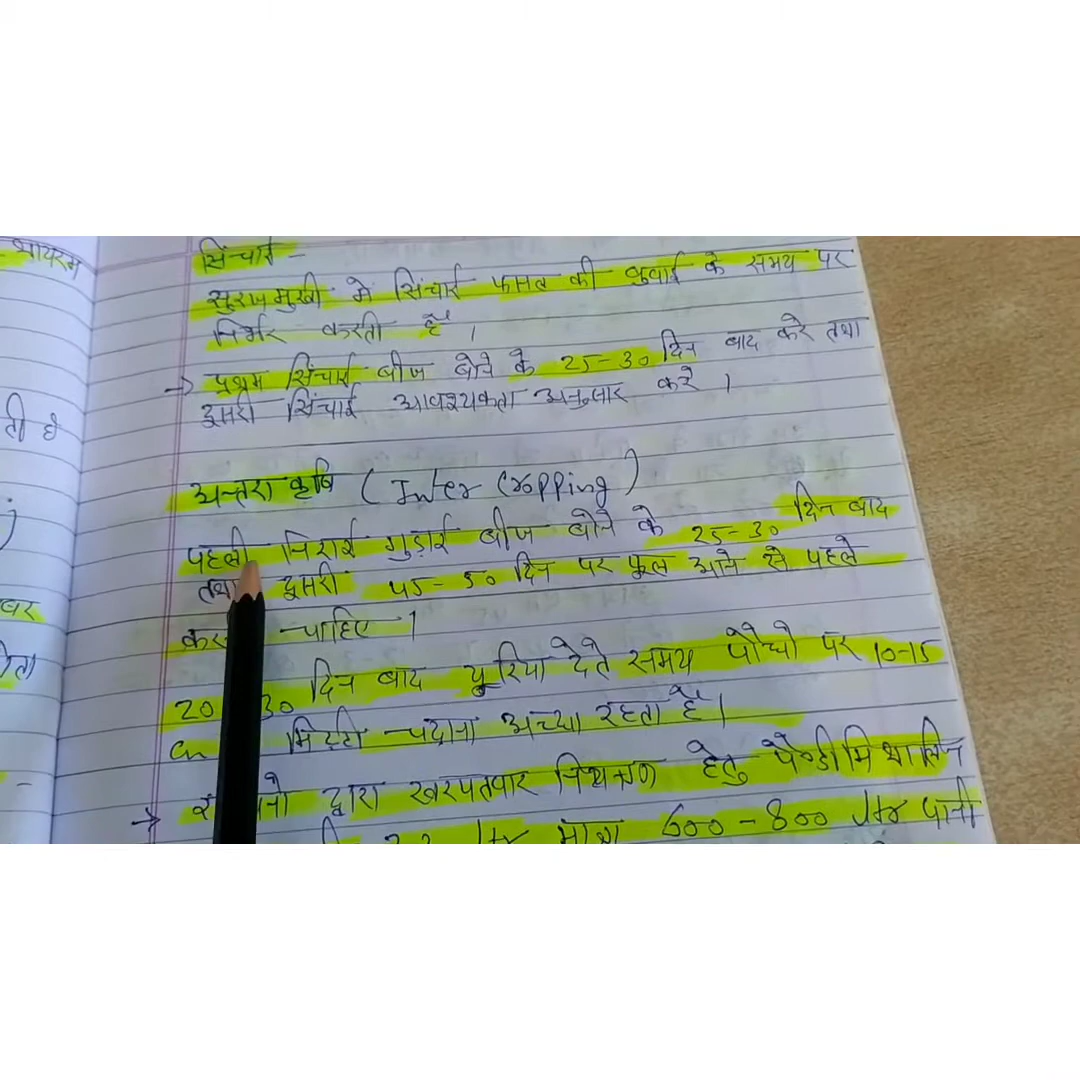 सिंचाई -
सुरजमुखी मे सिंचाई फसल की बुवाई के समय पर
निर्भर करती है ।
→ प्रथम सिंचाई बीज बोने के 25-30 दिन बाद करे तथा
दुसरी सिंचाई आवश्यकता अनुसार करे ।
अन्तरा कृषि (Inter Cropping)
पहली निराई गुड़ाई बीज बोने के 25-30 दिन बाद
तथा दुसरी 45-50 दिन पर फुल आने से पहले
चाहिए ।
20 30 दिन बाद यूरिया देते समय पौधो पर 10-15
cm मिट्टी चढ़ाना अच्छा रहता है ।
→ द्वारा खरपतवार नियन्त्रण हेतु पेण्डीमिथालिन
मात्रा 600-800 ltr पानी